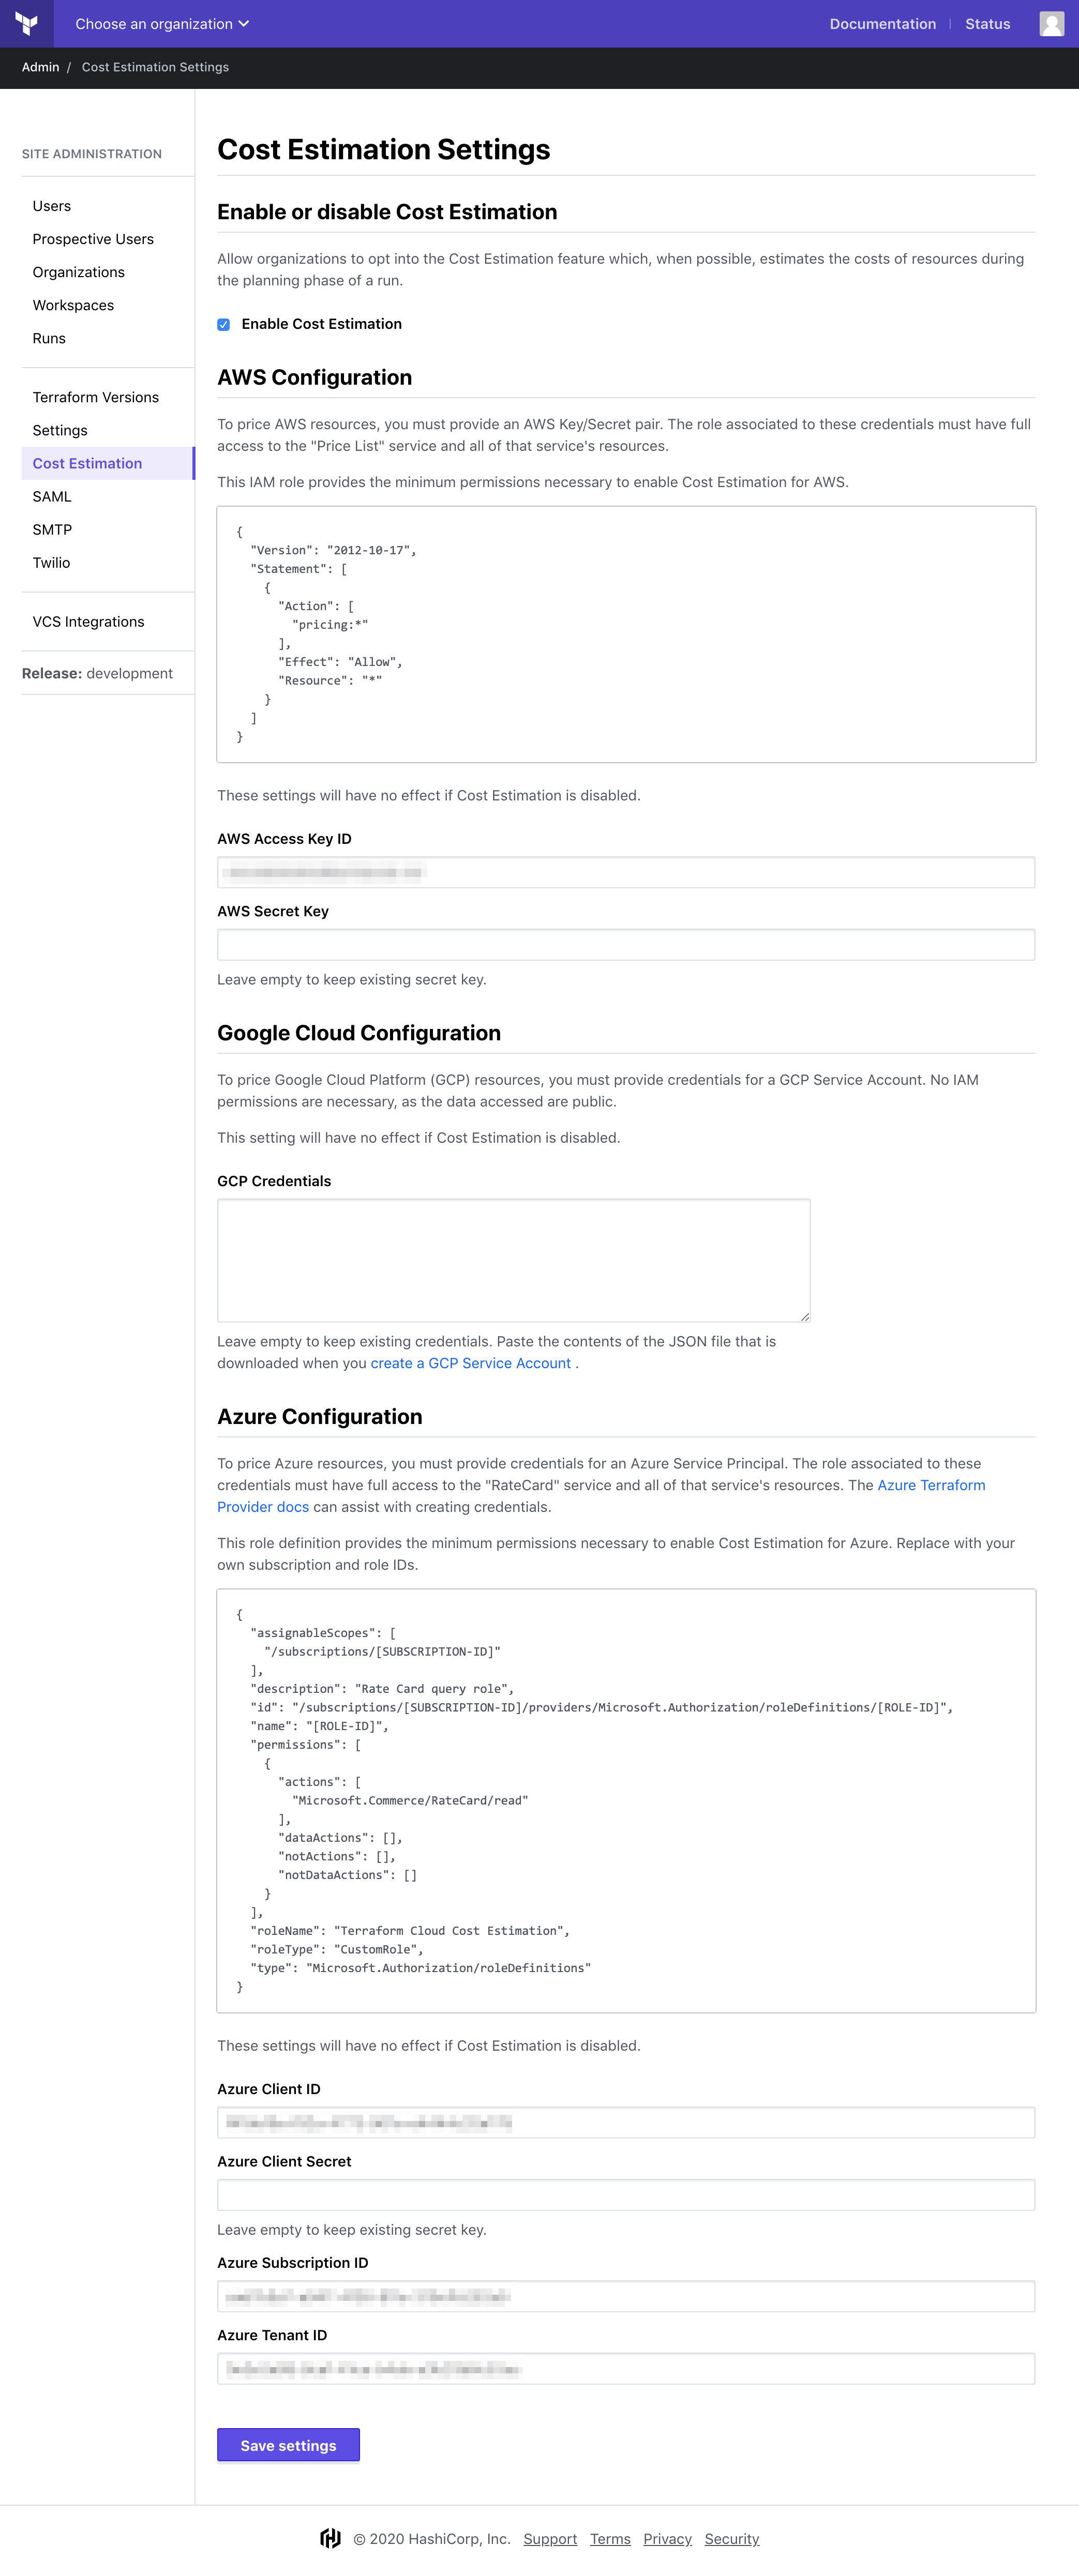 Choose an organization
Documentation
Status
Admin / Cost Estimation Settings
SITE ADMINISTRATION
Users
Prospective Users
Organizations
Workspaces
Runs
Terraform Versions
Settings
Cost Estimation
SAML
SMTP
Twilio
VCS Integrations
Release: development
Cost Estimation Settings
Enable or disable Cost Estimation
Allow organizations to opt into the Cost Estimation feature which, when possible, estimates the costs of resources during
the planning phase of a run.
Enable Cost Estimation
AWS Configuration
To price AWS resources, you must provide an AWS Key/Secret pair. The role associated to these credentials must have full
access to the "Price List" service and all of that service's resources.
This IAM role provides the minimum permissions necessary to enable Cost Estimation for AWS.
{
  "Version": "2012-10-17",
  "Statement": [
    {
      "Action": [
        "pricing:*"
      ],
      "Effect": "Allow",
      "Resource": "*"
    }
  ]
}
These settings will have no effect if Cost Estimation is disabled.
AWS Access Key ID
AWS Secret Key
Leave empty to keep existing secret key.
Google Cloud Configuration
To price Google Cloud Platform (GCP) resources, you must provide credentials for a GCP Service Account. No IAM
permissions are necessary, as the data accessed are public.
This setting will have no effect if Cost Estimation is disabled.
GCP Credentials
Leave empty to keep existing credentials. Paste the contents of the JSON file that is
downloaded when you create a GCP Service Account .
Azure Configuration
To price Azure resources, you must provide credentials for an Azure Service Principal. The role associated to these
credentials must have full access to the "RateCard" service and all of that service's resources. The Azure Terraform
Provider docs can assist with creating credentials.
This role definition provides the minimum permissions necessary to enable Cost Estimation for Azure. Replace with your
own subscription and role IDs.
{
  "assignableScopes": [
    "/subscriptions/[SUBSCRIPTION-ID]"
  ],
  "description": "Rate Card query role",
  "id": "/subscriptions/[SUBSCRIPTION-ID]/providers/Microsoft.Authorization/roleDefinitions/[ROLE-ID]",
  "name": "[ROLE-ID]",
  "permissions": [
    {
      "actions": [
        "Microsoft.Commerce/RateCard/read"
      ],
      "dataActions": [],
      "notActions": [],
      "notDataActions": []
    }
  ],
  "roleName": "Terraform Cloud Cost Estimation",
  "roleType": "CustomRole",
  "type": "Microsoft.Authorization/roleDefinitions"
}
These settings will have no effect if Cost Estimation is disabled.
Azure Client ID
Azure Client Secret
Leave empty to keep existing secret key.
Azure Subscription ID
Azure Tenant ID
Save settings
© 2020 HashiCorp, Inc. Support Terms Privacy Security